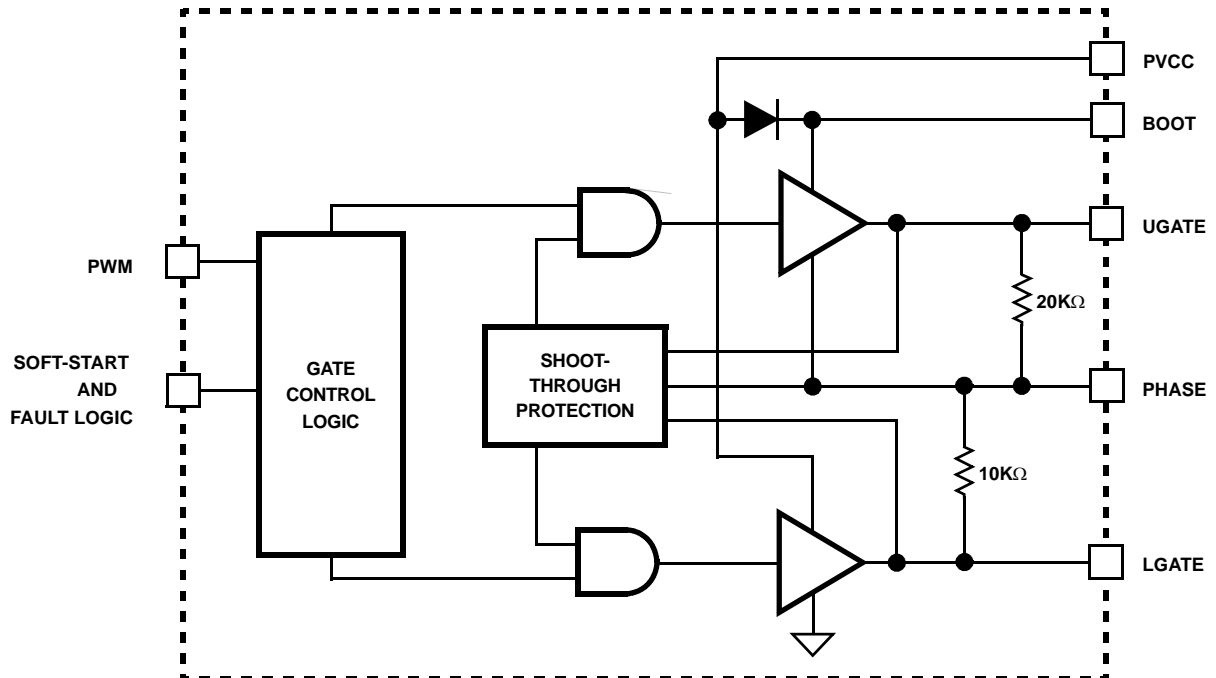 PVCC
BOOT
UGATE
PWM
20KΩ
SOFT-START
AND
FAULT LOGIC
GATE
CONTROL
LOGIC
SHOOT-
THROUGH
PROTECTION
PHASE
10KΩ
LGATE